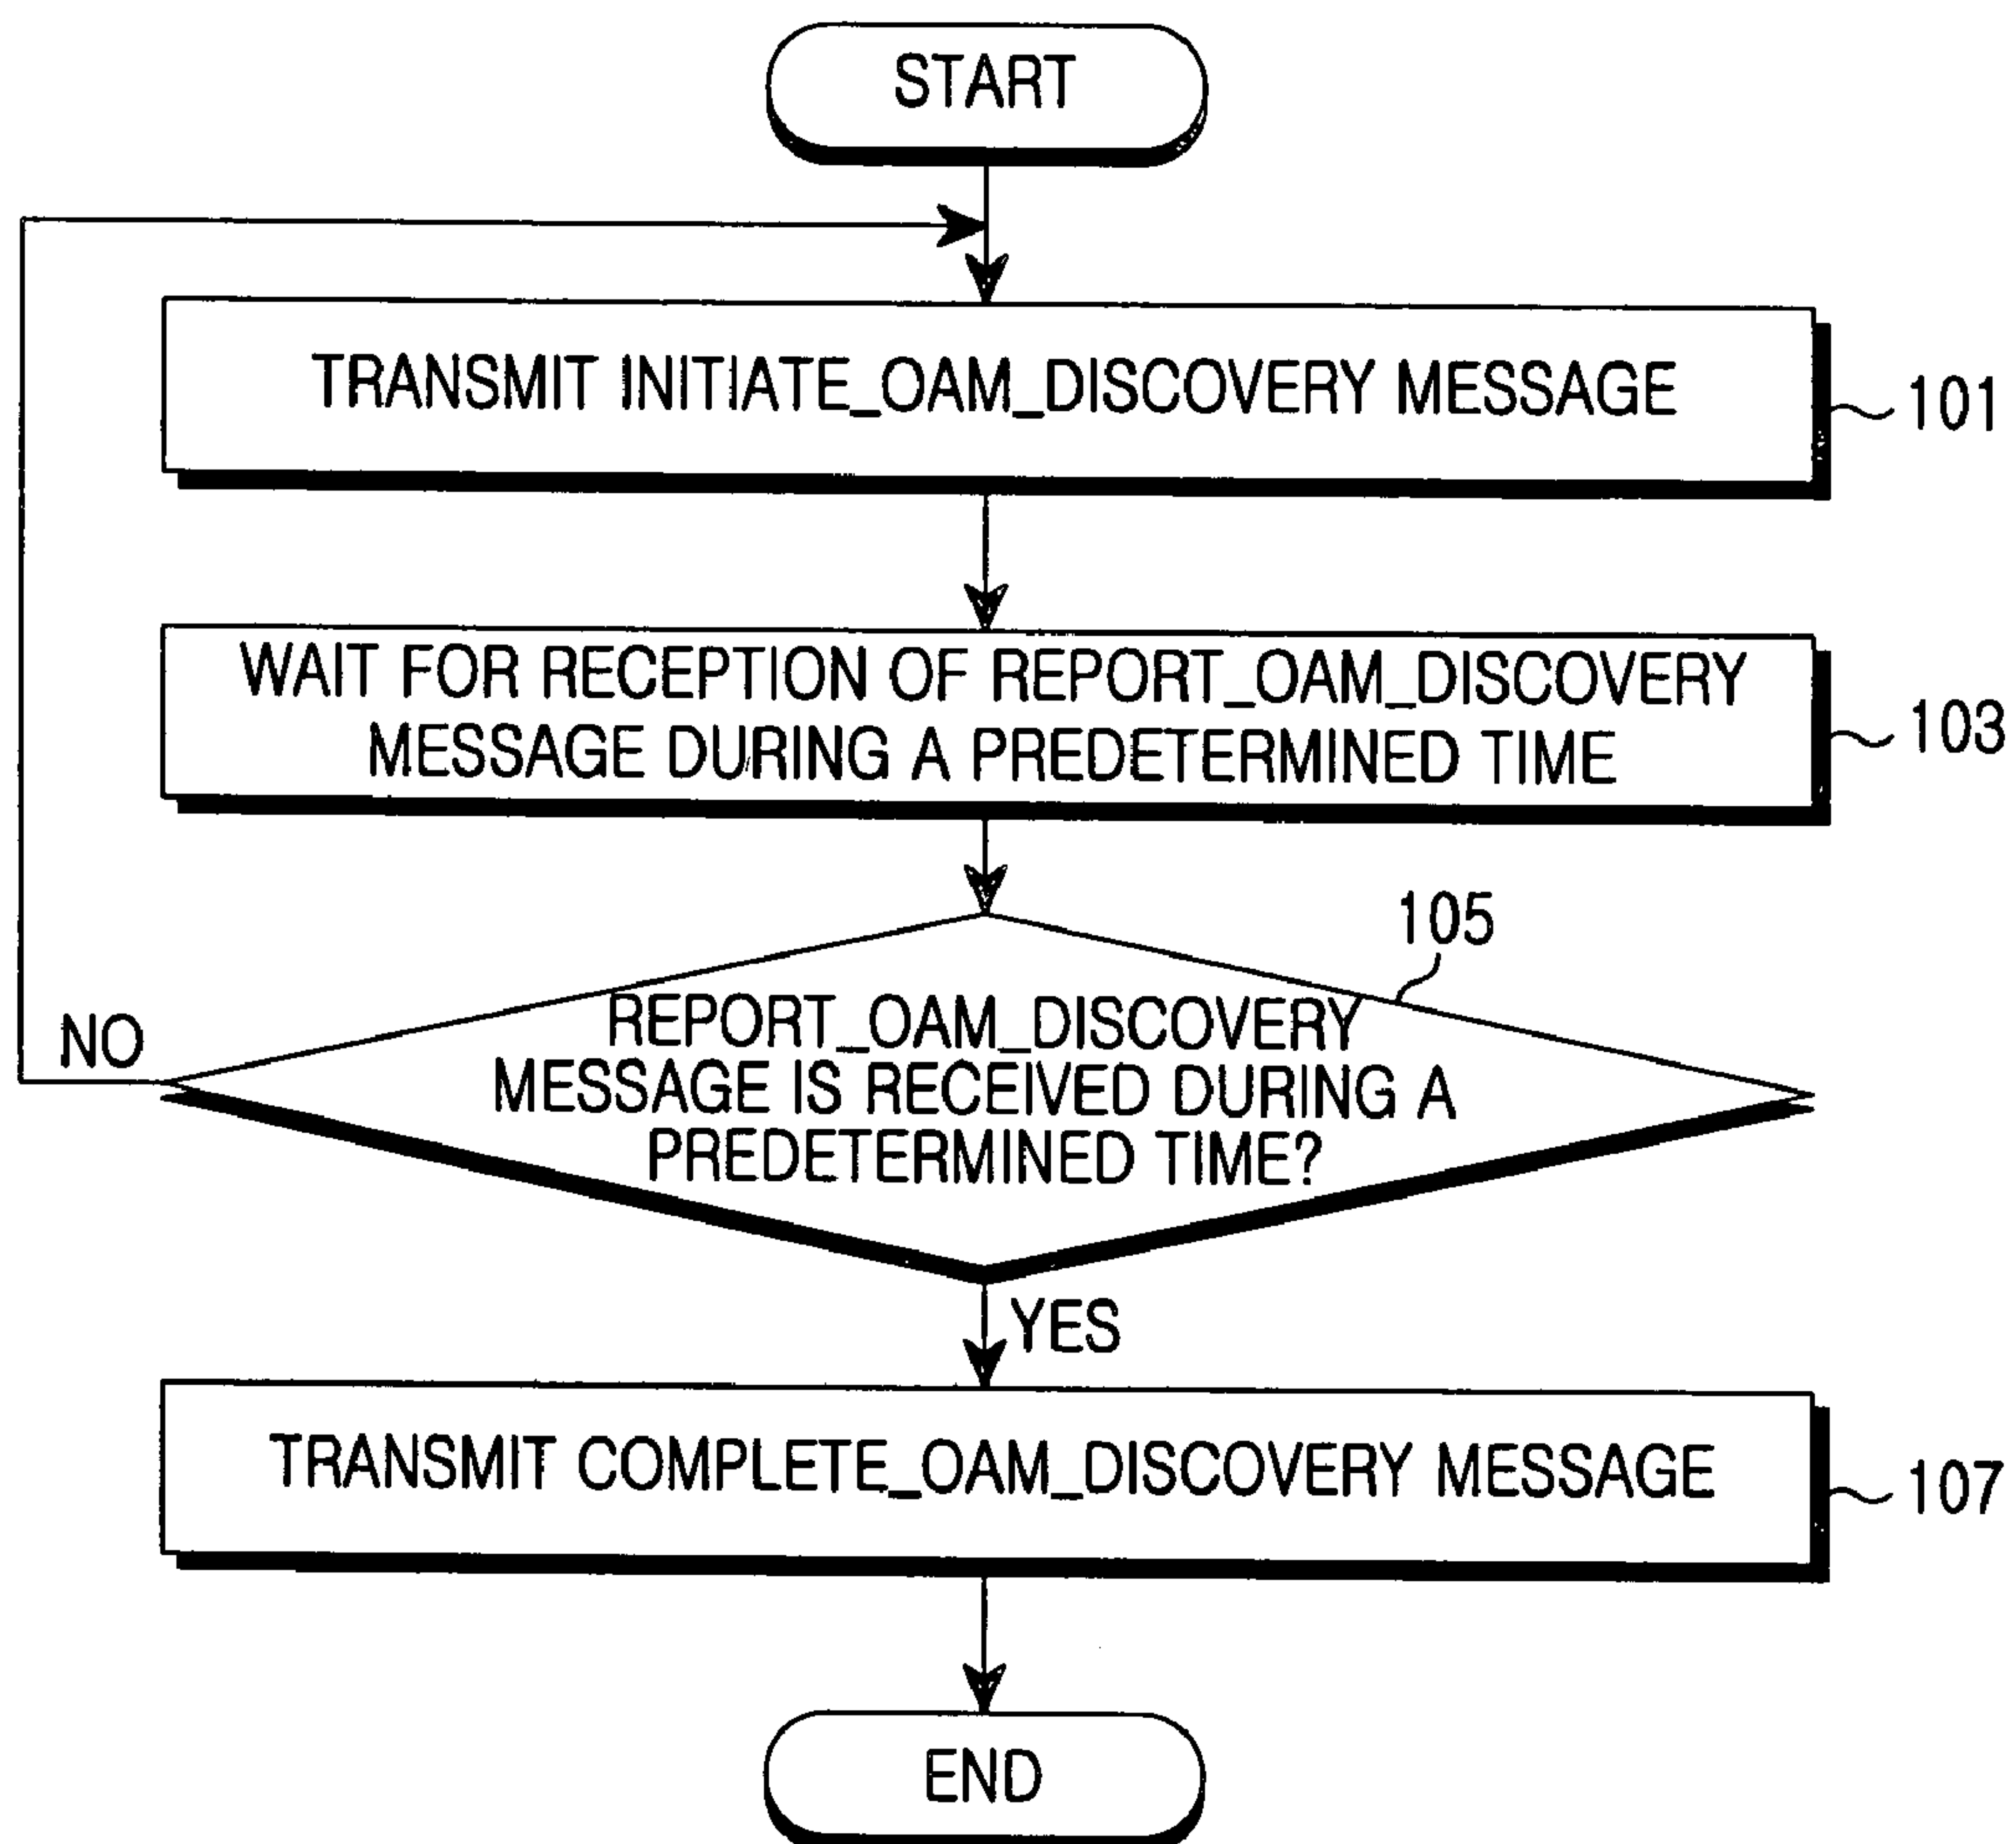 START
TRANSMIT INITIATE_OAM_DISCOVERY MESSAGE
101
WAIT FOR RECEPTION OF REPORT_OAM_DISCOVERY
MESSAGE DURING A PREDETERMINED TIME
103
105
REPORT_OAM_DISCOVERY
MESSAGE IS RECEIVED DURING A
PREDETERMINED TIME?
NO
YES
TRANSMIT COMPLETE_OAM_DISCOVERY MESSAGE
107
END